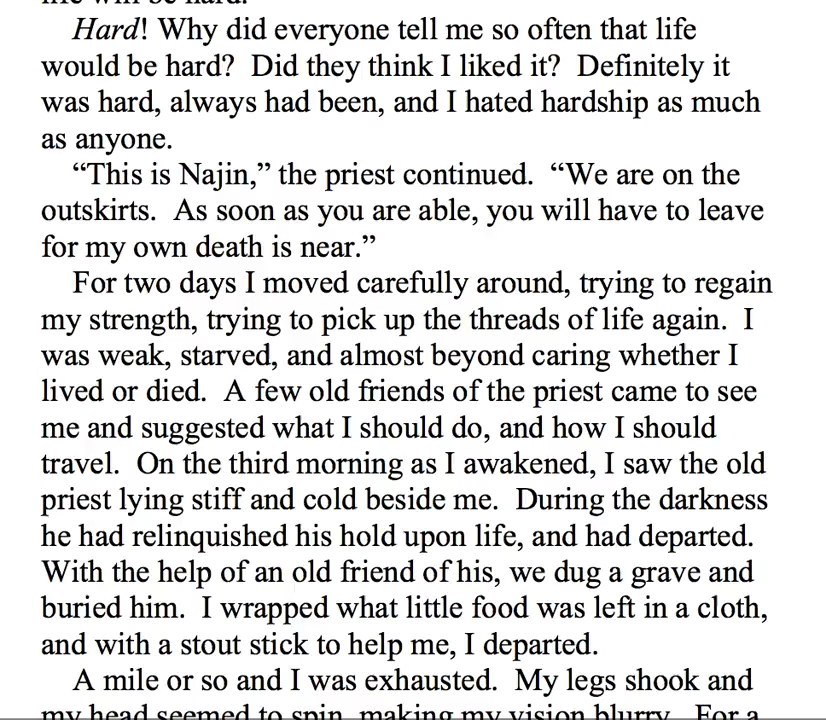 life will be hard.
Hard! Why did everyone tell me so often that life
would be hard?  Did they think I liked it?  Definitely it
was hard, always had been, and I hated hardship as much
as anyone.
“This is Najin,” the priest continued.  “We are on the
outskirts.  As soon as you are able, you will have to leave
for my own death is near.”
For two days I moved carefully around, trying to regain
my strength, trying to pick up the threads of life again.  I
was weak, starved, and almost beyond caring whether I
lived or died.  A few old friends of the priest came to see
me and suggested what I should do, and how I should
travel.  On the third morning as I awakened, I saw the old
priest lying stiff and cold beside me.  During the darkness
he had relinquished his hold upon life, and had departed.
With the help of an old friend of his, we dug a grave and
buried him.  I wrapped what little food was left in a cloth,
and with a stout stick to help me, I departed.
A mile or so and I was exhausted.  My legs shook and
my head seemed to spin, making my vision blurry.  For a